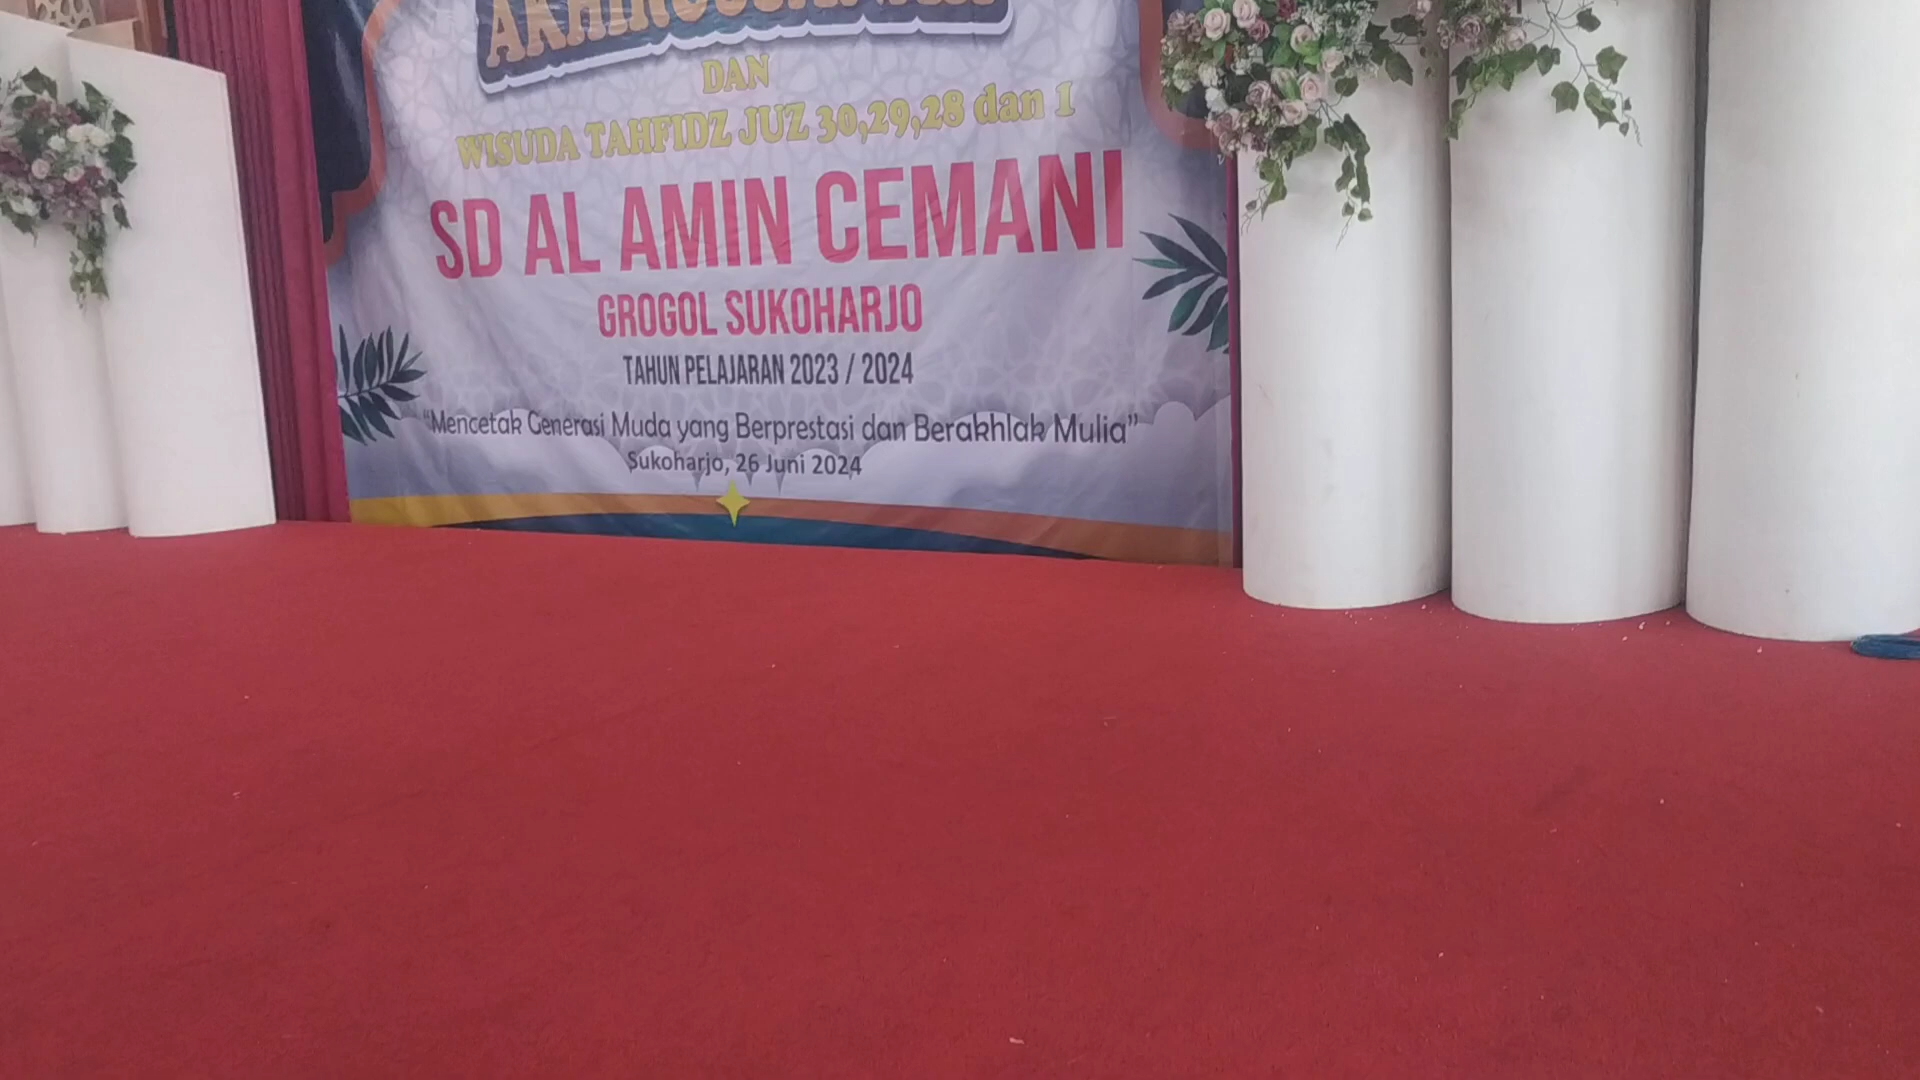 DAN
WISUDA TAHFIDZ JUZ 30,29,28 dan 1
SD AL AMIN CEMANI
GROGOL SUKOHARJO
TAHUN PELAJARAN 2023 / 2024
“Mencetak Generasi Muda yang Berprestasi dan Berakhlak Mulia”
Sukoharjo, 26 Juni 2024